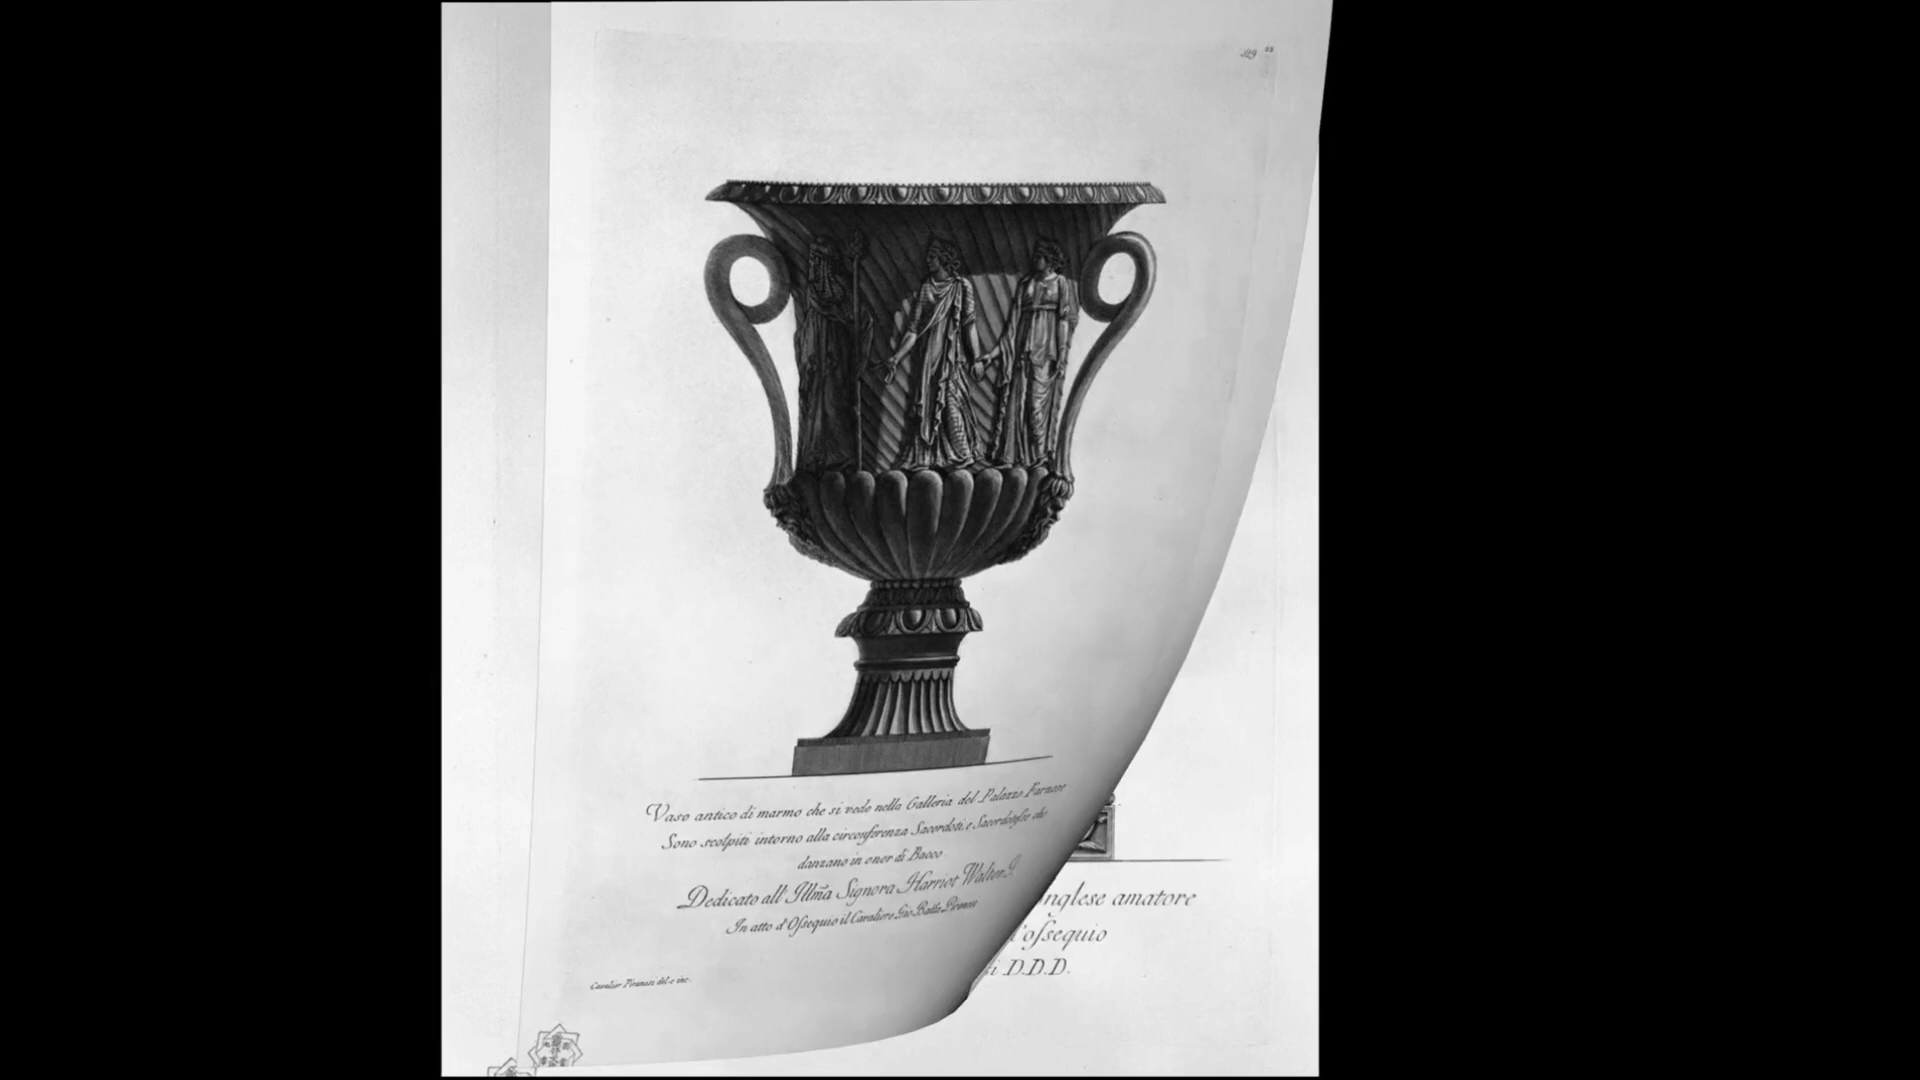 529
Vaso antico di marmo che si vede nella Galleria del Palazzo Farnese
Sono scolpiti intorno alla circonferenza Sacerdoti, e Sacerdotesse che
danzano in onor di Bacco
Dedicato all' Illma Signora Harriot Walter
In atto d'Ossequio il Cavaliere Gio Batta Piranesi
Cavalier Piranesi del. e inc.
Inglese amatore
l'ossequio
si D.D.D.